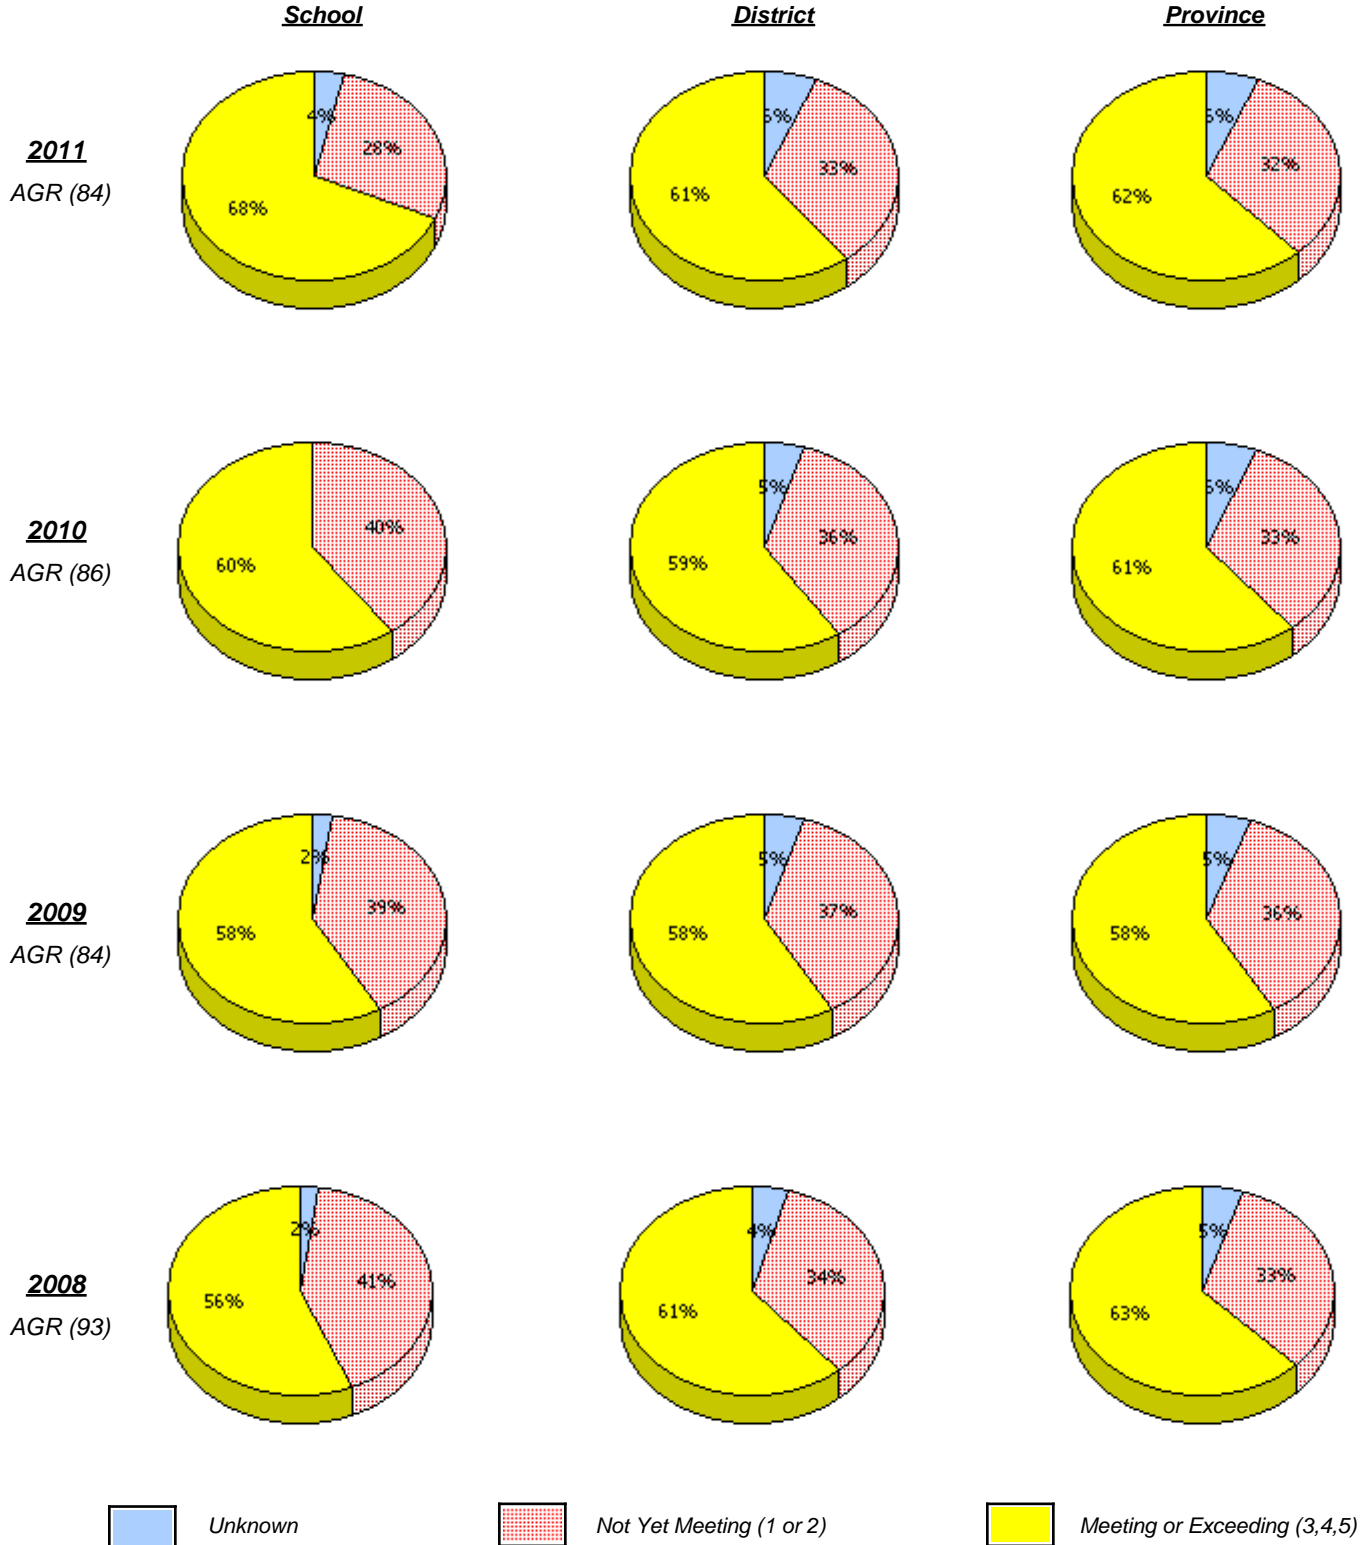 School District Province
2011
AGR (84)
4% 28% 68%
6% 33% 61%
6% 32% 62%
2010
AGR (86)
40% 60%
5% 36% 59%
6% 33% 61%
2009
AGR (84)
2% 39% 58%
5% 37% 58%
5% 36% 58%
2008
AGR (93)
2% 41% 56%
4% 34% 61%
5% 33% 63%
Unknown Not Yet Meeting (1 or 2) Meeting or Exceeding (3,4,5)